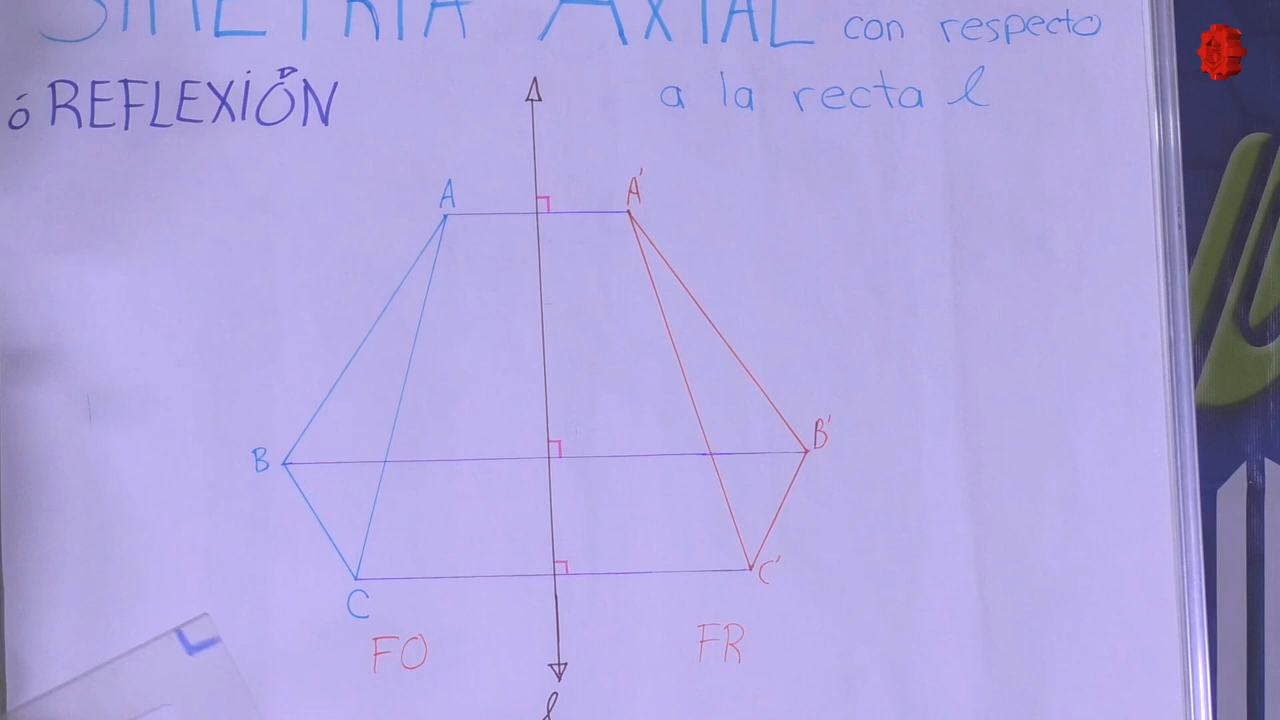 SIMETRÍA AXIAL con respecto
ó REFLEXIÓN a la recta l
A A'
B B'
C C'
FO FR
l